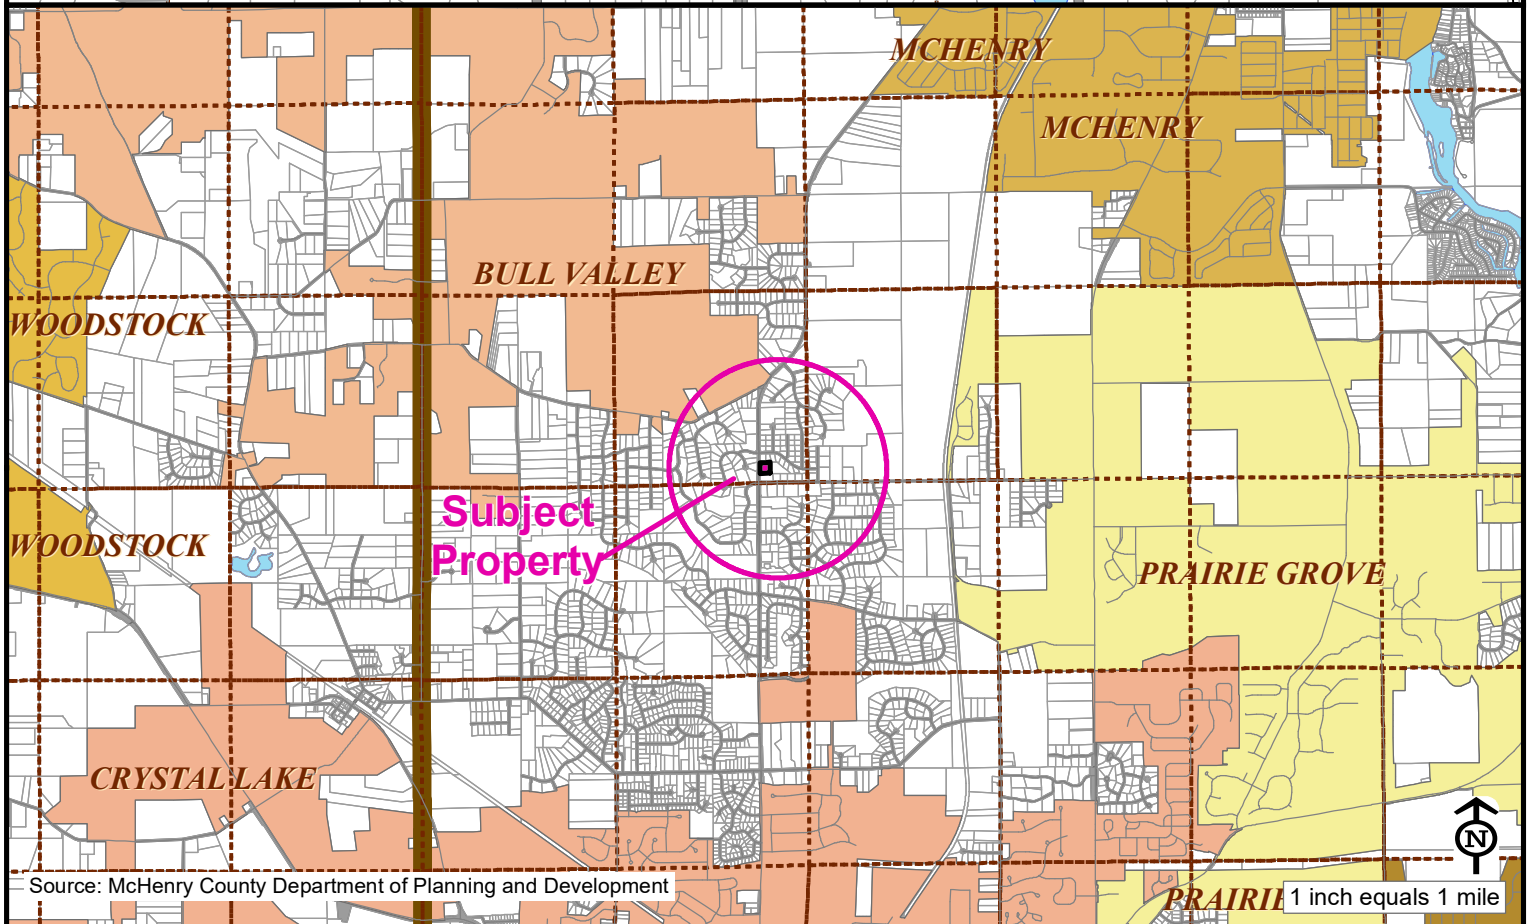 MCHENRY
MCHENRY
BULL VALLEY
WOODSTOCK
Subject
Property
WOODSTOCK
PRAIRIE GROVE
CRYSTAL LAKE
N
Source: McHenry County Department of Planning and Development
PRAIRIE
1 inch equals 1 mile